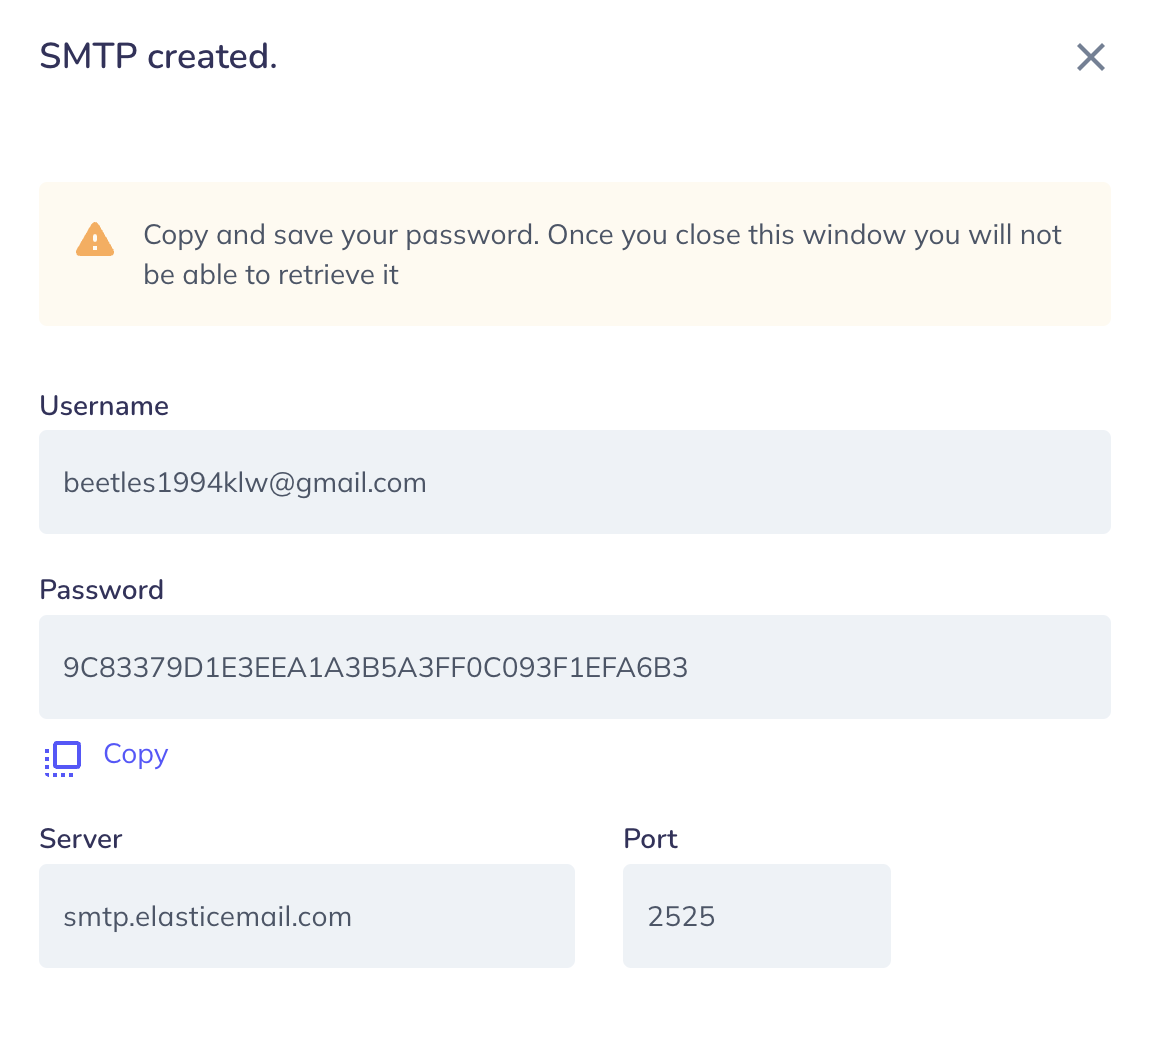 SMTP created.
Copy and save your password. Once you close this window you will not
be able to retrieve it
Username
beetles1994klw@gmail.com
Password
9C83379D1E3EEA1A3B5A3FF0C093F1EFA6B3
Copy
Server
Port
smtp.elasticemail.com
2525